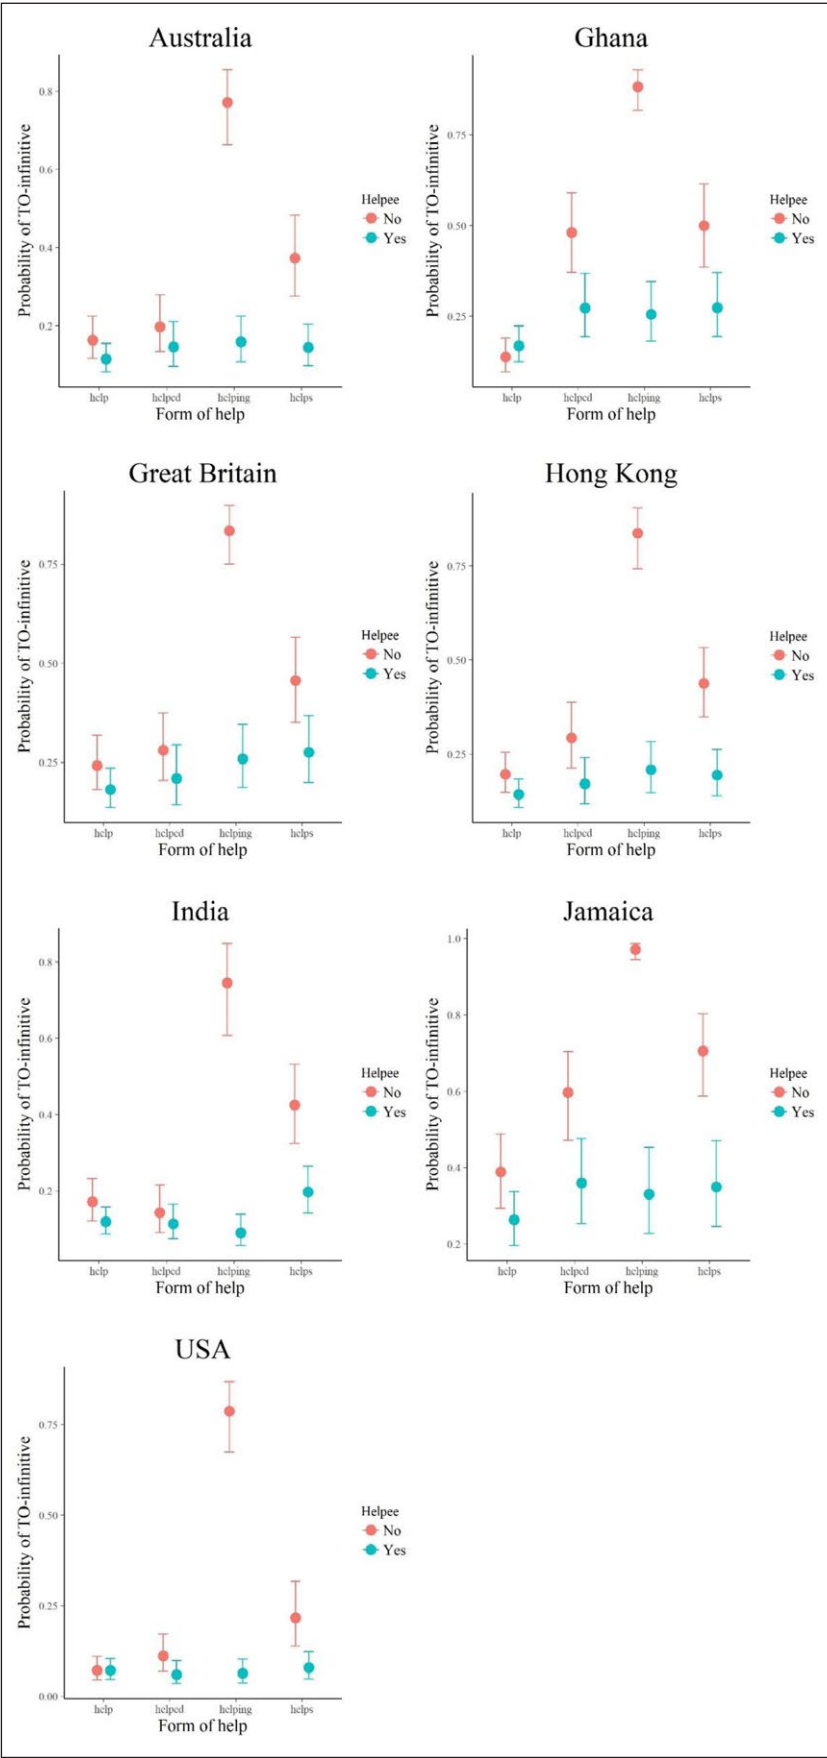 Australia
Probability of TO-infinitive
0.8
0.6
0.4
0.2
help
helped
helping
helps
Form of help
Helpee
No
Yes
Ghana
Probability of TO-infinitive
0.75
0.50
0.25
help
helped
helping
helps
Form of help
Helpee
No
Yes
Great Britain
Probability of TO-infinitive
0.75
0.50
0.25
help
helped
helping
helps
Form of help
Helpee
No
Yes
Hong Kong
Probability of TO-infinitive
0.75
0.50
0.25
help
helped
helping
helps
Form of help
Helpee
No
Yes
India
Probability of TO-infinitive
0.8
0.6
0.4
0.2
help
helped
helping
helps
Form of help
Helpee
No
Yes
Jamaica
Probability of TO-infinitive
1.0
0.8
0.6
0.4
0.2
help
helped
helping
helps
Form of help
Helpee
No
Yes
USA
Probability of TO-infinitive
0.75
0.50
0.25
0.00
help
helped
helping
helps
Form of help
Helpee
No
Yes